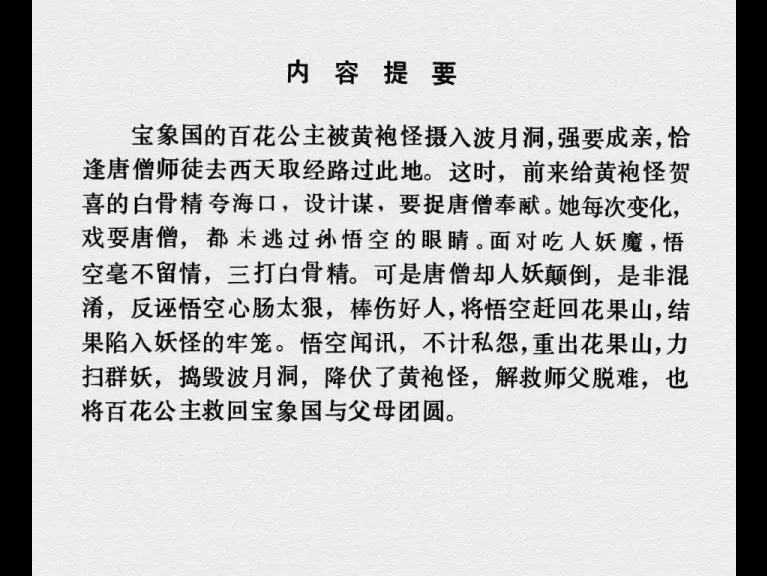 内容提要
宝象国的百花公主被黄袍怪摄入波月洞,强要成亲,恰
逢唐僧师徒去西天取经路过此地。这时，前来给黄袍怪贺
喜的白骨精夸海口，设计谋，要捉唐僧奉献。她每次变化，
戏耍唐僧，都未逃过孙悟空的眼睛。面对吃人妖魔，悟
空毫不留情，三打白骨精。可是唐僧却人妖颠倒，是非混
淆，反诬悟空心肠太狠，棒伤好人，将悟空赶回花果山，结
果陷入妖怪的牢笼。悟空闻讯，不计私怨，重出花果山，力
扫群妖，捣毁波月洞，降伏了黄袍怪，解救师父脱难，也
将百花公主救回宝象国与父母团圆。